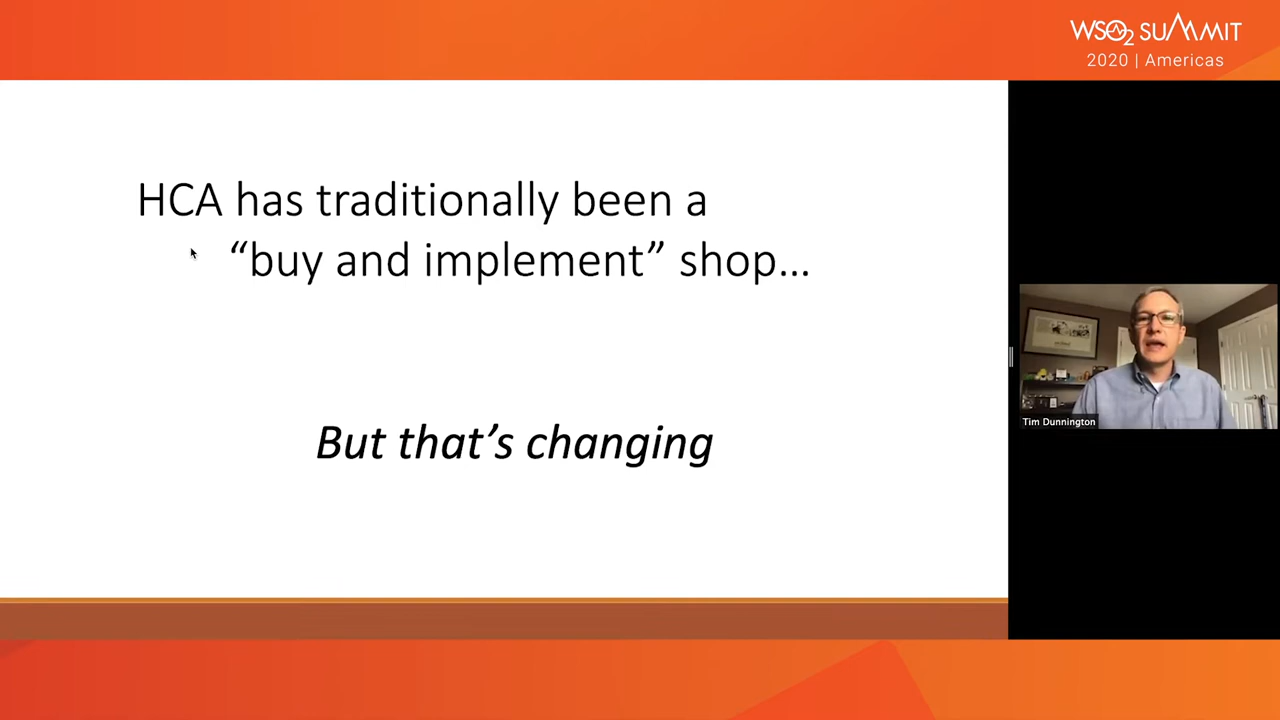 WSO2 SUMMIT
2020 | Americas
HCA has traditionally been a
“buy and implement” shop…
But that’s changing
Tim Dunnington